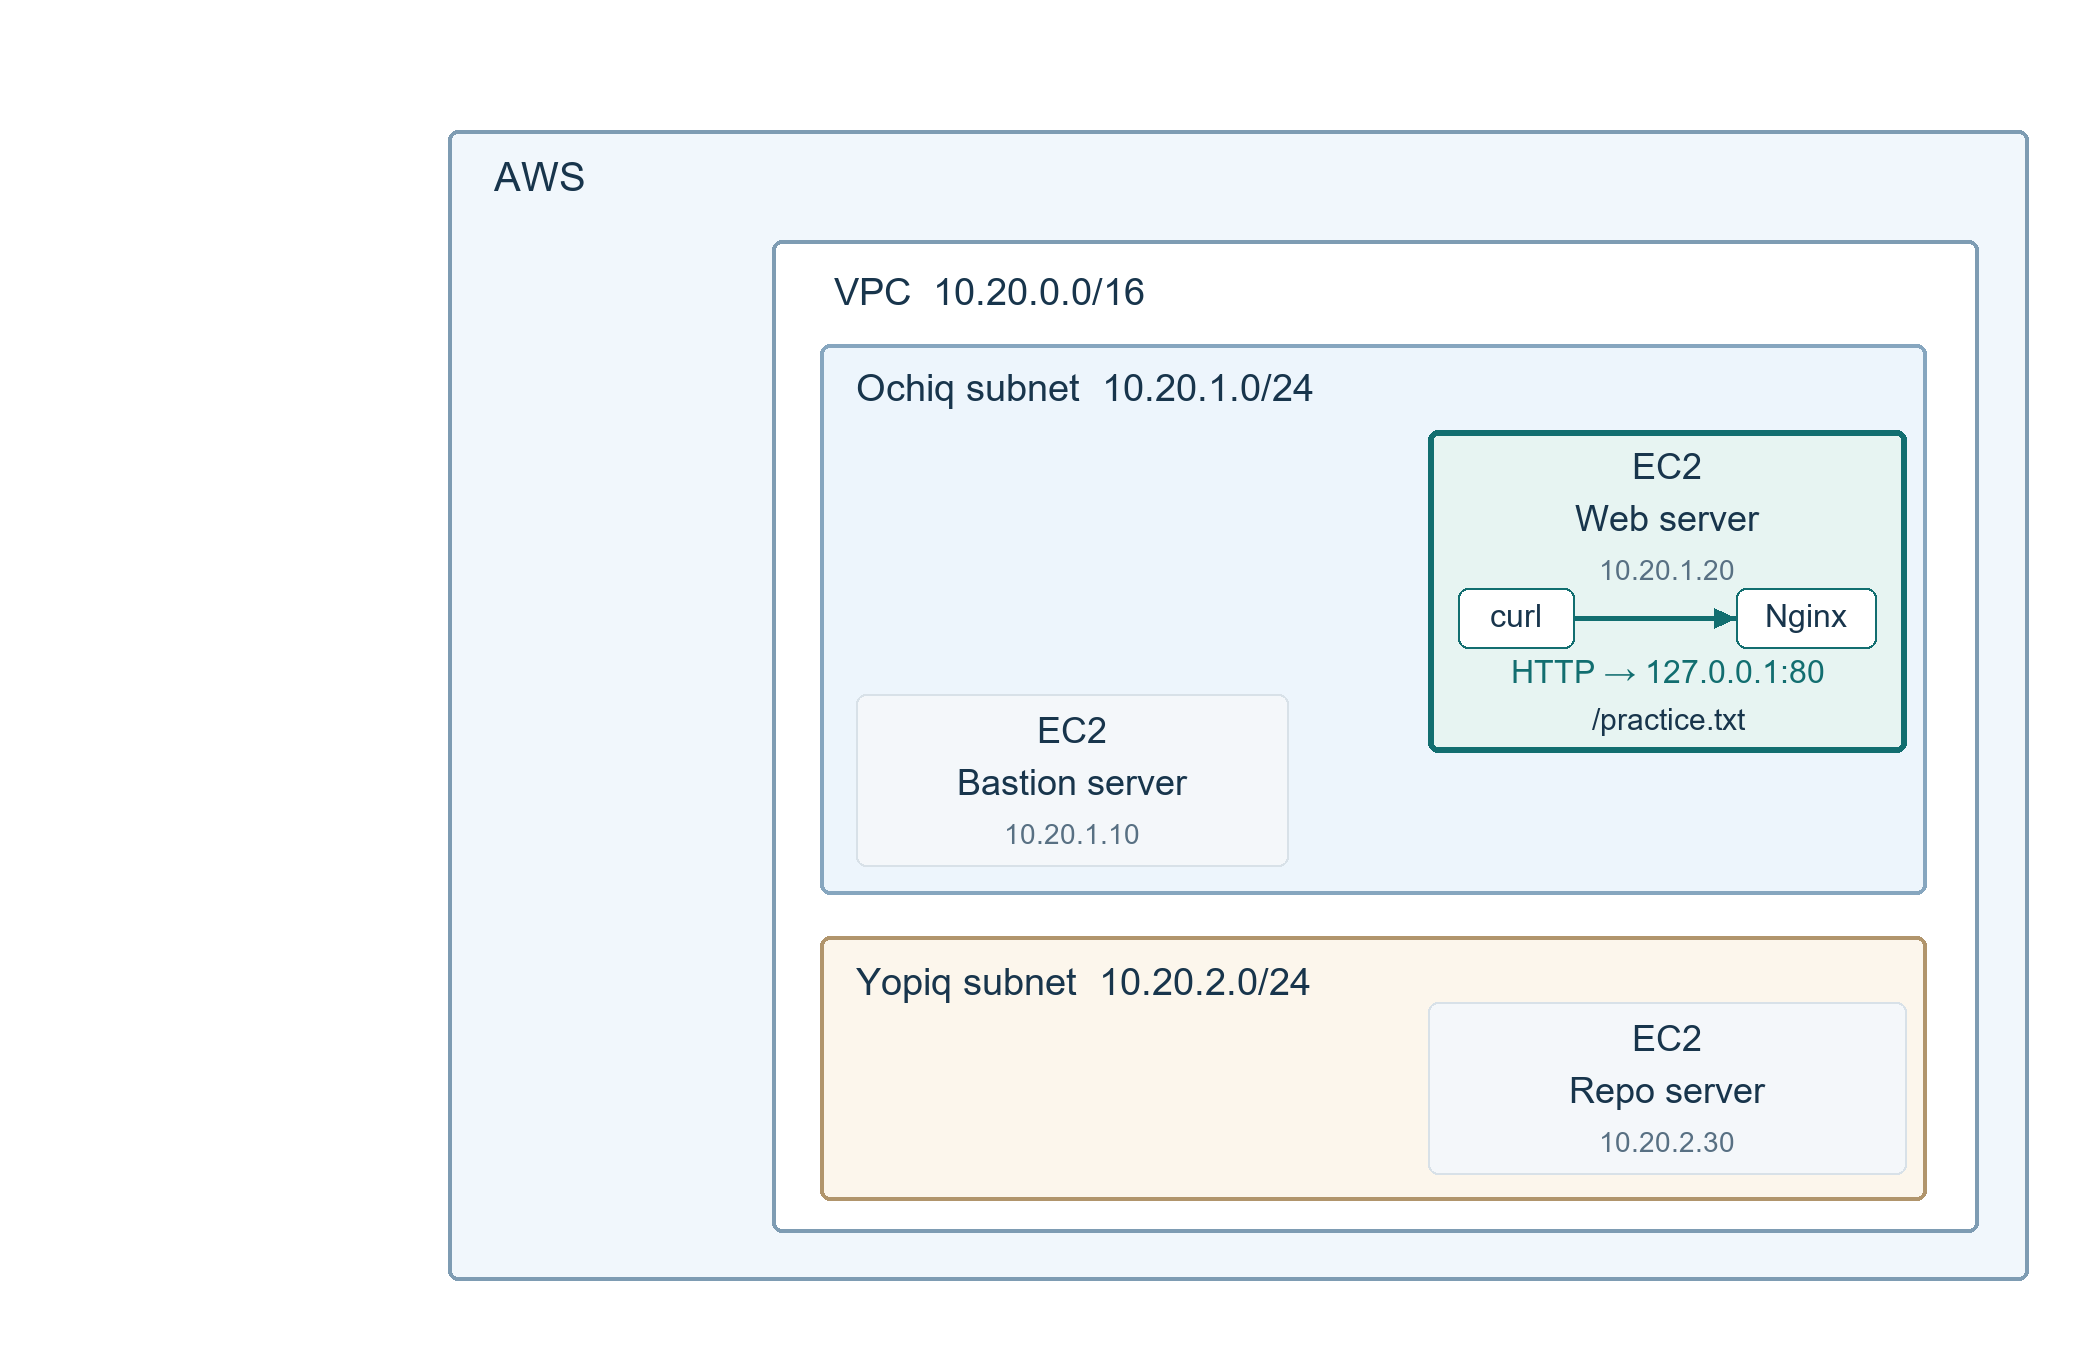 AWS
VPC  10.20.0.0/16
Ochiq subnet  10.20.1.0/24
EC2
Web server
10.20.1.20
curl
Nginx
HTTP → 127.0.0.1:80
/practice.txt
EC2
Bastion server
10.20.1.10
Yopiq subnet  10.20.2.0/24
EC2
Repo server
10.20.2.30